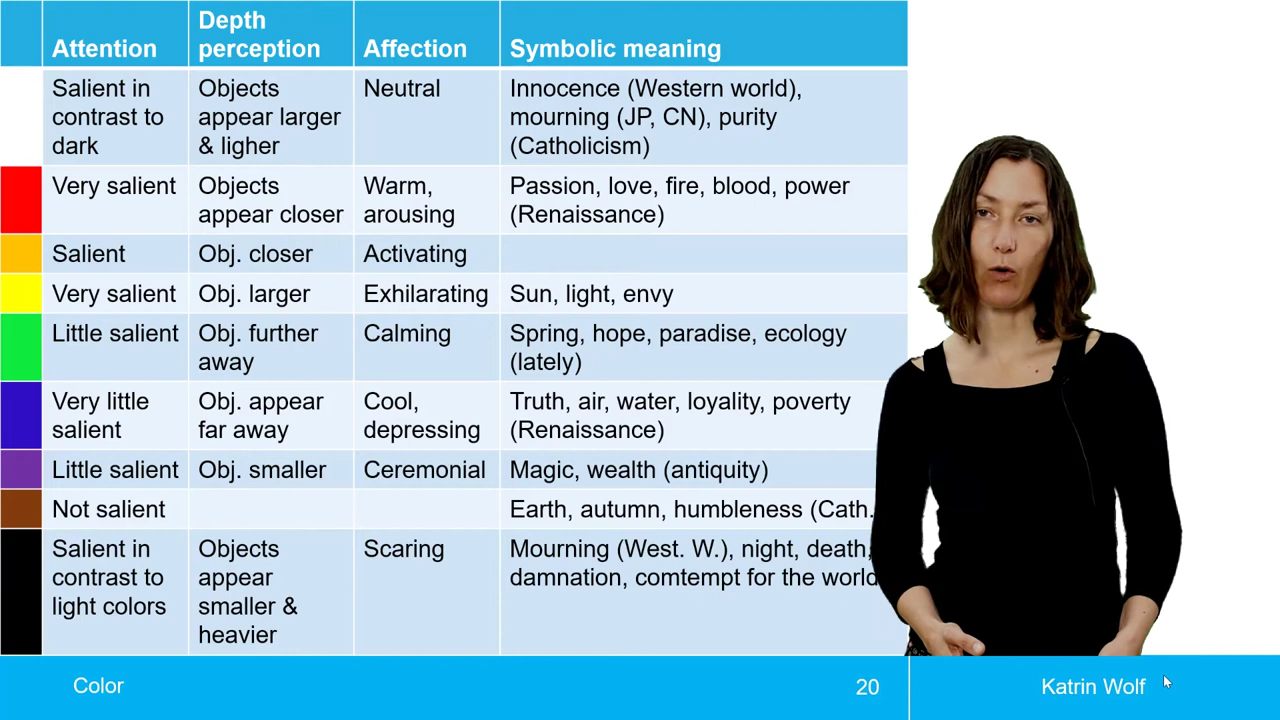 Attention
Depth
perception
Affection
Symbolic meaning
Salient in
contrast to
dark
Objects
appear larger
& ligher
Neutral
Innocence (Western world),
mourning (JP, CN), purity
(Catholicism)
Very salient
Objects
appear closer
Warm,
arousing
Passion, love, fire, blood, power
(Renaissance)
Salient
Obj. closer
Activating
Very salient
Obj. larger
Exhilarating
Sun, light, envy
Little salient
Obj. further
away
Calming
Spring, hope, paradise, ecology
(lately)
Very little
salient
Obj. appear
far away
Cool,
depressing
Truth, air, water, loyalty, poverty
(Renaissance)
Little salient
Obj. smaller
Ceremonial
Magic, wealth (antiquity)
Not salient
Earth, autumn, humbleness (Cath.
Salient in
contrast to
light colors
Objects
appear
smaller &
heavier
Scaring
Mourning (West. W.), night, death,
damnation, comtempt for the world
Color
20
Katrin Wolf